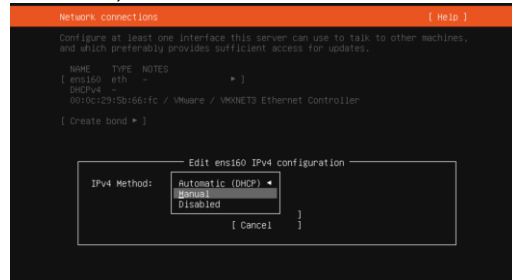 Network connections [ Help ]
Configure at least one interface this server can use to talk to other machines,
and which preferably provides sufficient access for updates.
NAME TYPE NOTES
[ ens160 eth - ▸ ]
DHCPv4 -
00:0c:29:5b:66:fc / VMware / VMXNET3 Ethernet Controller
[ Create bond ▸ ]
Edit ens160 IPv4 configuration
IPv4 Method: Automatic (DHCP) ◂
Manual
Disabled
]
[ Cancel ]